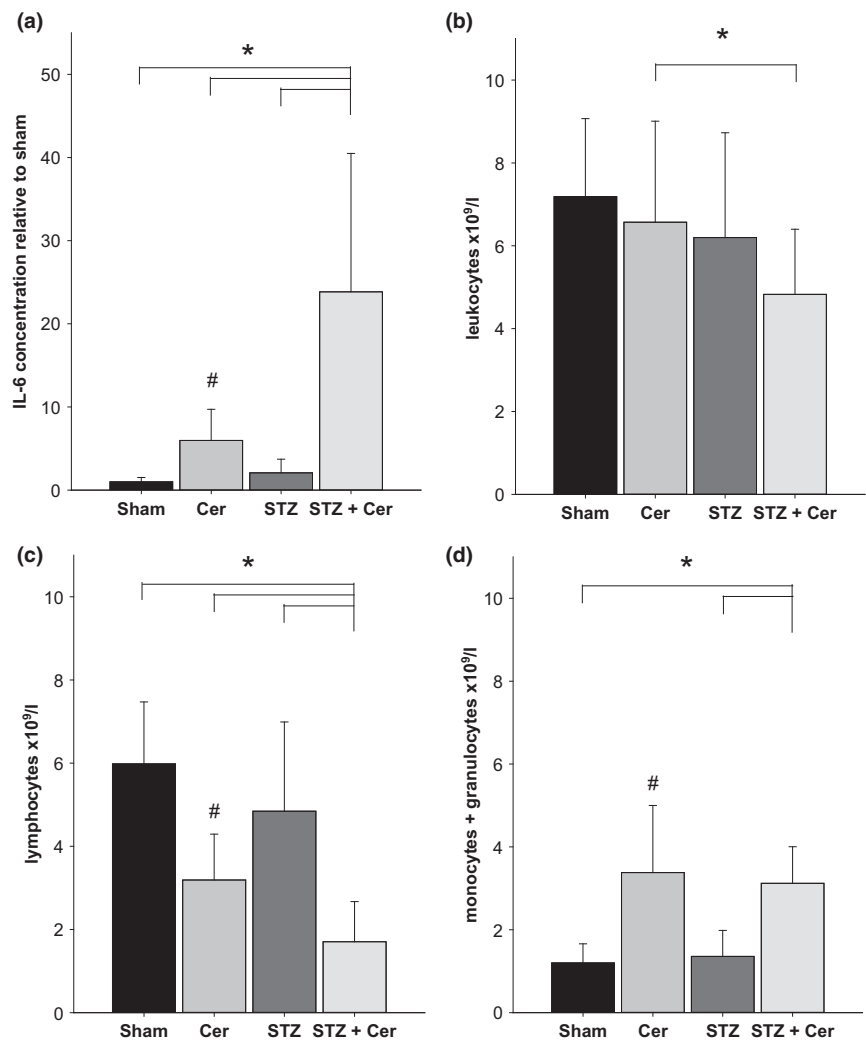 (a)
*
50
40
30
20
10
0
IL-6 concentration relative to sham
#
Sham Cer STZ STZ + Cer
(b)
*
10
8
6
4
2
0
leukocytes x10⁹/l
Sham Cer STZ STZ + Cer
(c)
*
10
8
6
4
2
0
lymphocytes x10⁹/l
#
Sham Cer STZ STZ + Cer
(d)
*
10
8
6
4
2
0
monocytes + granulocytes x10⁹/l
#
Sham Cer STZ STZ + Cer